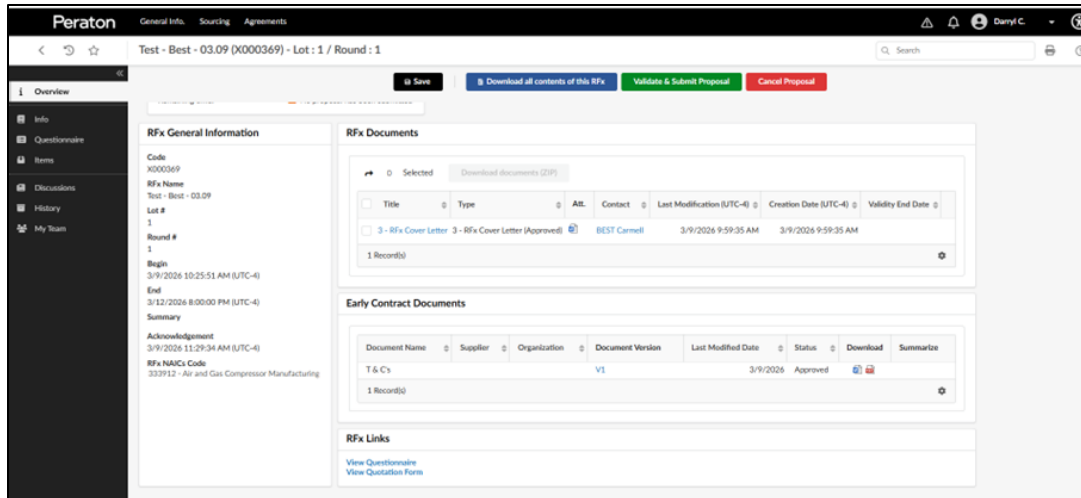 Peraton General Info. Sourcing Agreements Darryl C.
Test - Best - 03.09 (X000369) - Lot : 1 / Round : 1 Search
Save Download all contents of this RFx Validate & Submit Proposal Cancel Proposal
Overview
Info
Questionnaire
Items
Discussions
History
My Team
RFx General Information
Code
X000369
RFx Name
Test - Best - 03.09
Lot #
1
Round #
1
Begin
3/9/2026 10:25:51 AM (UTC-4)
End
3/12/2026 8:00:00 PM (UTC-4)
Summary
Acknowledgement
3/9/2026 11:29:34 AM (UTC-4)
RFx NAICs Code
333912 - Air and Gas Compressor Manufacturing
RFx Documents
0 Selected Download documents (ZIP)
Title Type Att. Contact Last Modification (UTC-4) Creation Date (UTC-4) Validity End Date
3 - RFx Cover Letter 3 - RFx Cover Letter (Approved) BEST Carmell 3/9/2026 9:59:35 AM 3/9/2026 9:59:35 AM
1 Record(s)
Early Contract Documents
Document Name Supplier Organization Document Version Last Modified Date Status Download Summarize
T & C's V1 3/9/2026 Approved
1 Record(s)
RFx Links
View Questionnaire
View Quotation Form